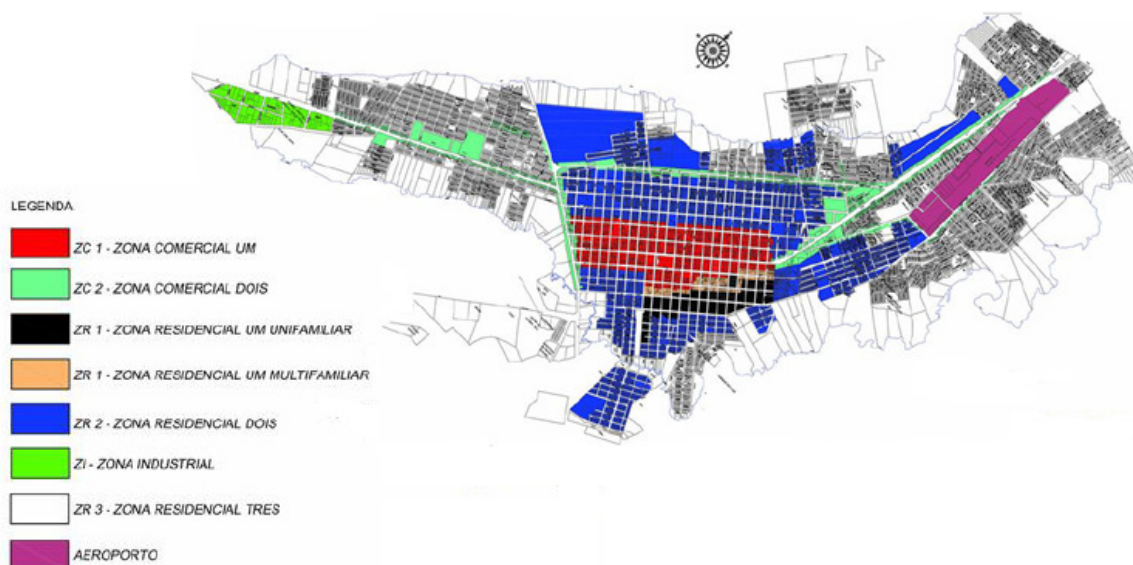 LEGENDA
ZC 1 - ZONA COMERCIAL UM
ZC 2 - ZONA COMERCIAL DOIS
ZR 1 - ZONA RESIDENCIAL UM UNIFAMILIAR
ZR 1 - ZONA RESIDENCIAL UM MULTIFAMILIAR
ZR 2 - ZONA RESIDENCIAL DOIS
ZI - ZONA INDUSTRIAL
ZR 3 - ZONA RESIDENCIAL TRES
AEROPORTO